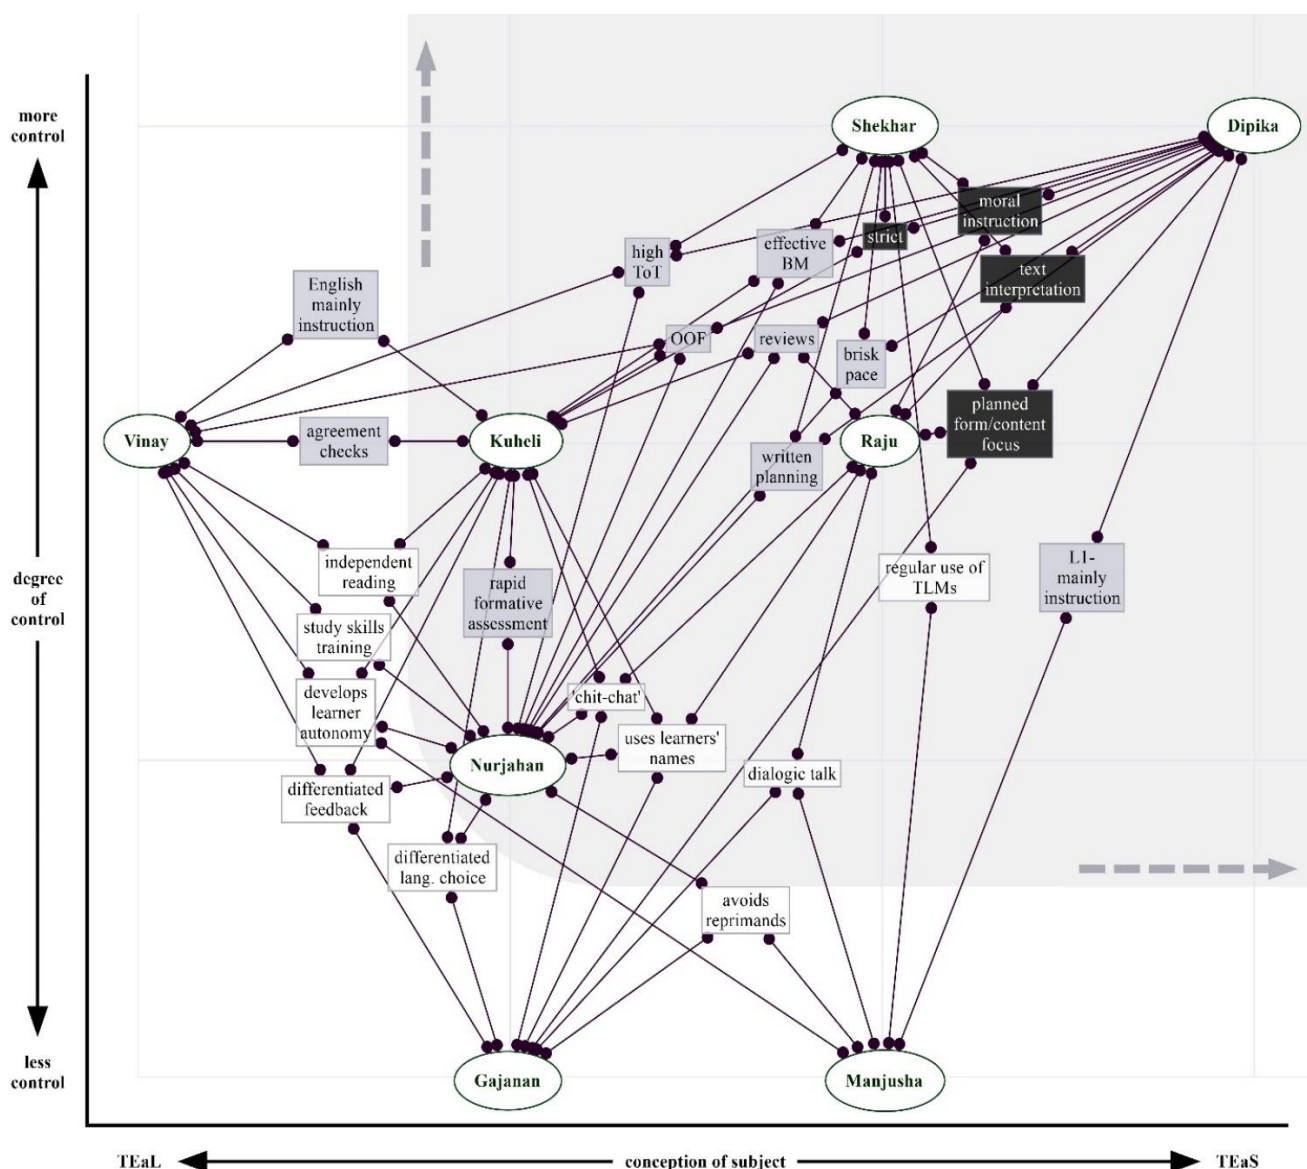 more
control
Shekhar
Dipika
moral
instruction
strict
effective
BM
high
ToT
text
interpretation
English
mainly
instruction
OOF
reviews
brisk
pace
planned
form/content
focus
Vinay
agreement
checks
Kuheli
Raju
written
planning
independent
reading
rapid
formative
assessment
regular use of
TLMs
L1-
mainly
instruction
degree
of
control
study skills
training
develops
learner
autonomy
'chit-chat'
uses learners'
names
Nurjahan
dialogic talk
differentiated
feedback
differentiated
lang. choice
avoids
reprimands
less
control
Gajanan
Manjusha
TEaL
conception of subject
TEaS